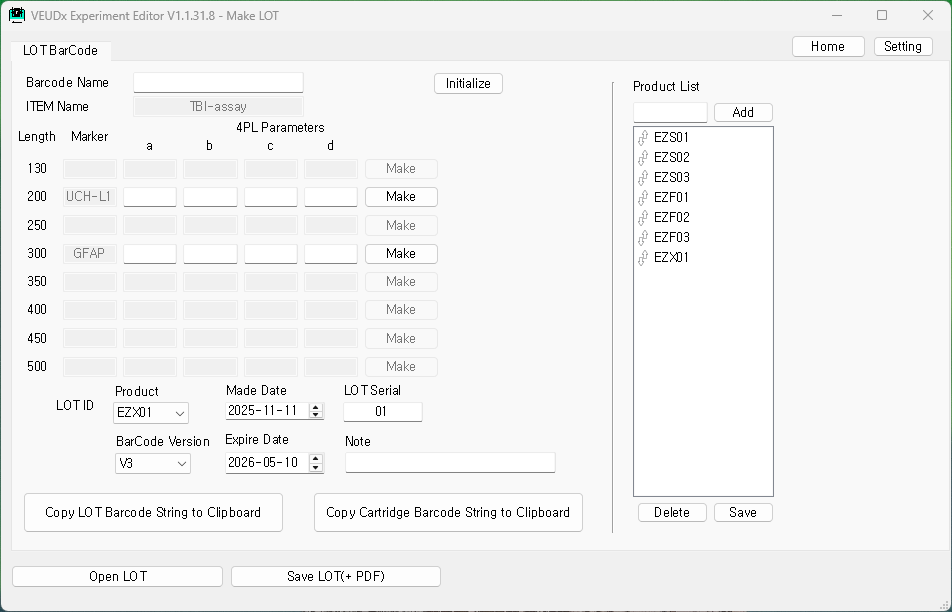 VEUDx Experiment Editor V1.1.31.8 - Make LOT
LOT BarCode
Home
Setting
Barcode Name
Initialize
ITEM Name
TBI-assay
Length
Marker
4PL Parameters
a
b
c
d
130
Make
200
UCH-L1
Make
250
Make
300
GFAP
Make
350
Make
400
Make
450
Make
500
Make
LOT ID
Product
EZX01
Made Date
2025-11-11
LOT Serial
01
BarCode Version
V3
Expire Date
2026-05-10
Note
Copy LOT Barcode String to Clipboard
Copy Cartridge Barcode String to Clipboard
Product List
Add
EZS01
EZS02
EZS03
EZF01
EZF02
EZF03
EZX01
Delete
Save
Open LOT
Save LOT(+ PDF)